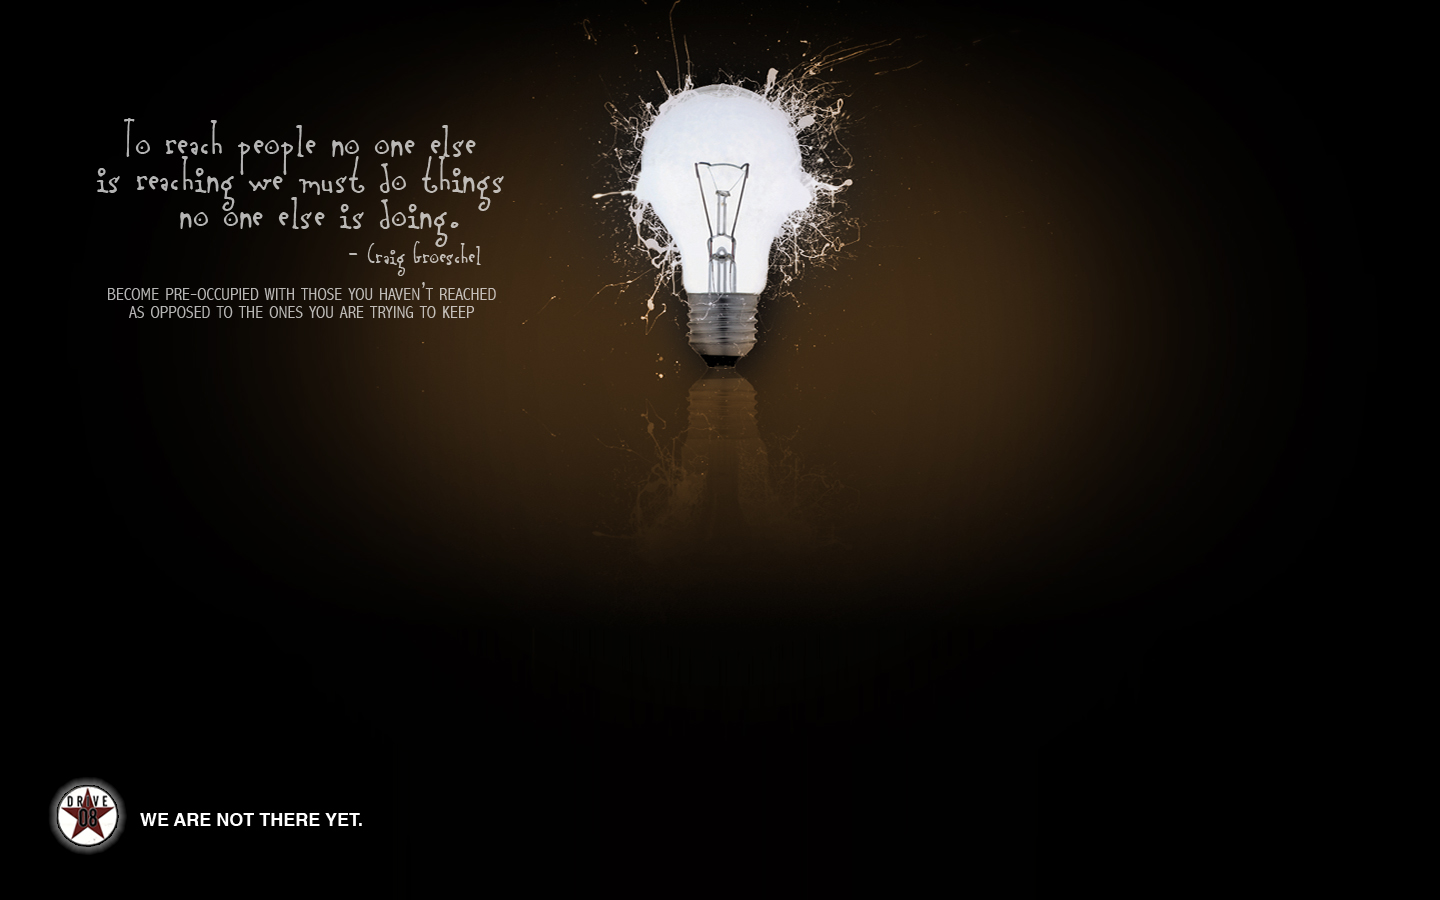 To reach people no one else
is reaching we must do things
no one else is doing.
- Craig Groeschel
BECOME PRE-OCCUPIED WITH THOSE YOU HAVEN'T REACHED
AS OPPOSED TO THE ONES YOU ARE TRYING TO KEEP
DRIVE
08
WE ARE NOT THERE YET.